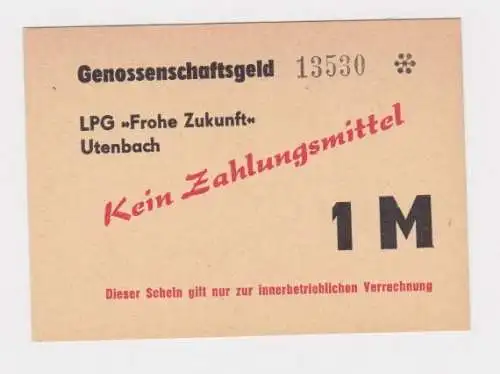 Genossenschaftsgeld 13530
LPG »Frohe Zukunft«
Utenbach
Kein Zahlungsmittel
1 M
Dieser Schein gilt nur zur innerbetrieblichen Verrechnung